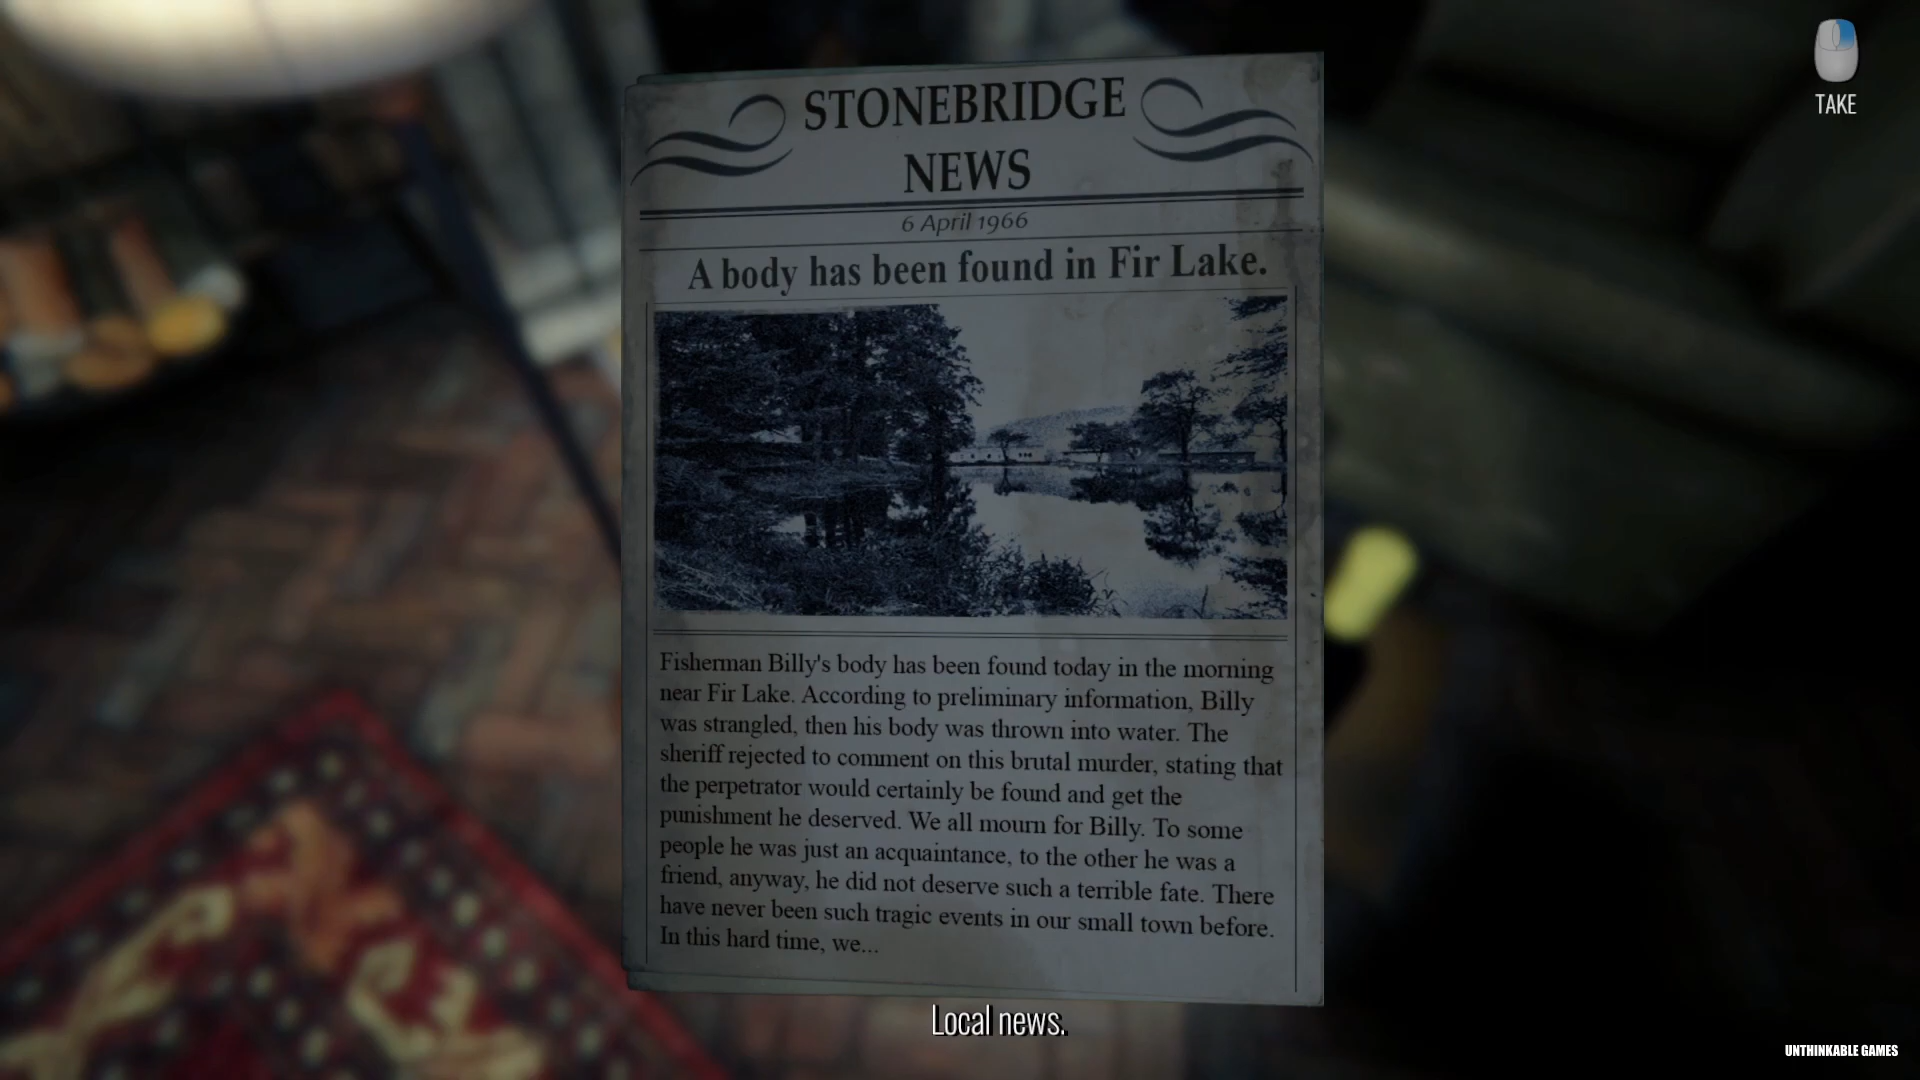 TAKE
STONEBRIDGE
NEWS
6 April 1966
A body has been found in Fir Lake.
Fisherman Billy's body has been found today in the morning
near Fir Lake. According to preliminary information, Billy
was strangled, then his body was thrown into water. The
sheriff rejected to comment on this brutal murder, stating that
the perpetrator would certainly be found and get the
punishment he deserved. We all mourn for Billy. To some
people he was just an acquaintance, to the other he was a
friend, anyway, he did not deserve such a terrible fate. There
have never been such tragic events in our small town before.
In this hard time, we...
Local news.
UNTHINKABLE GAMES